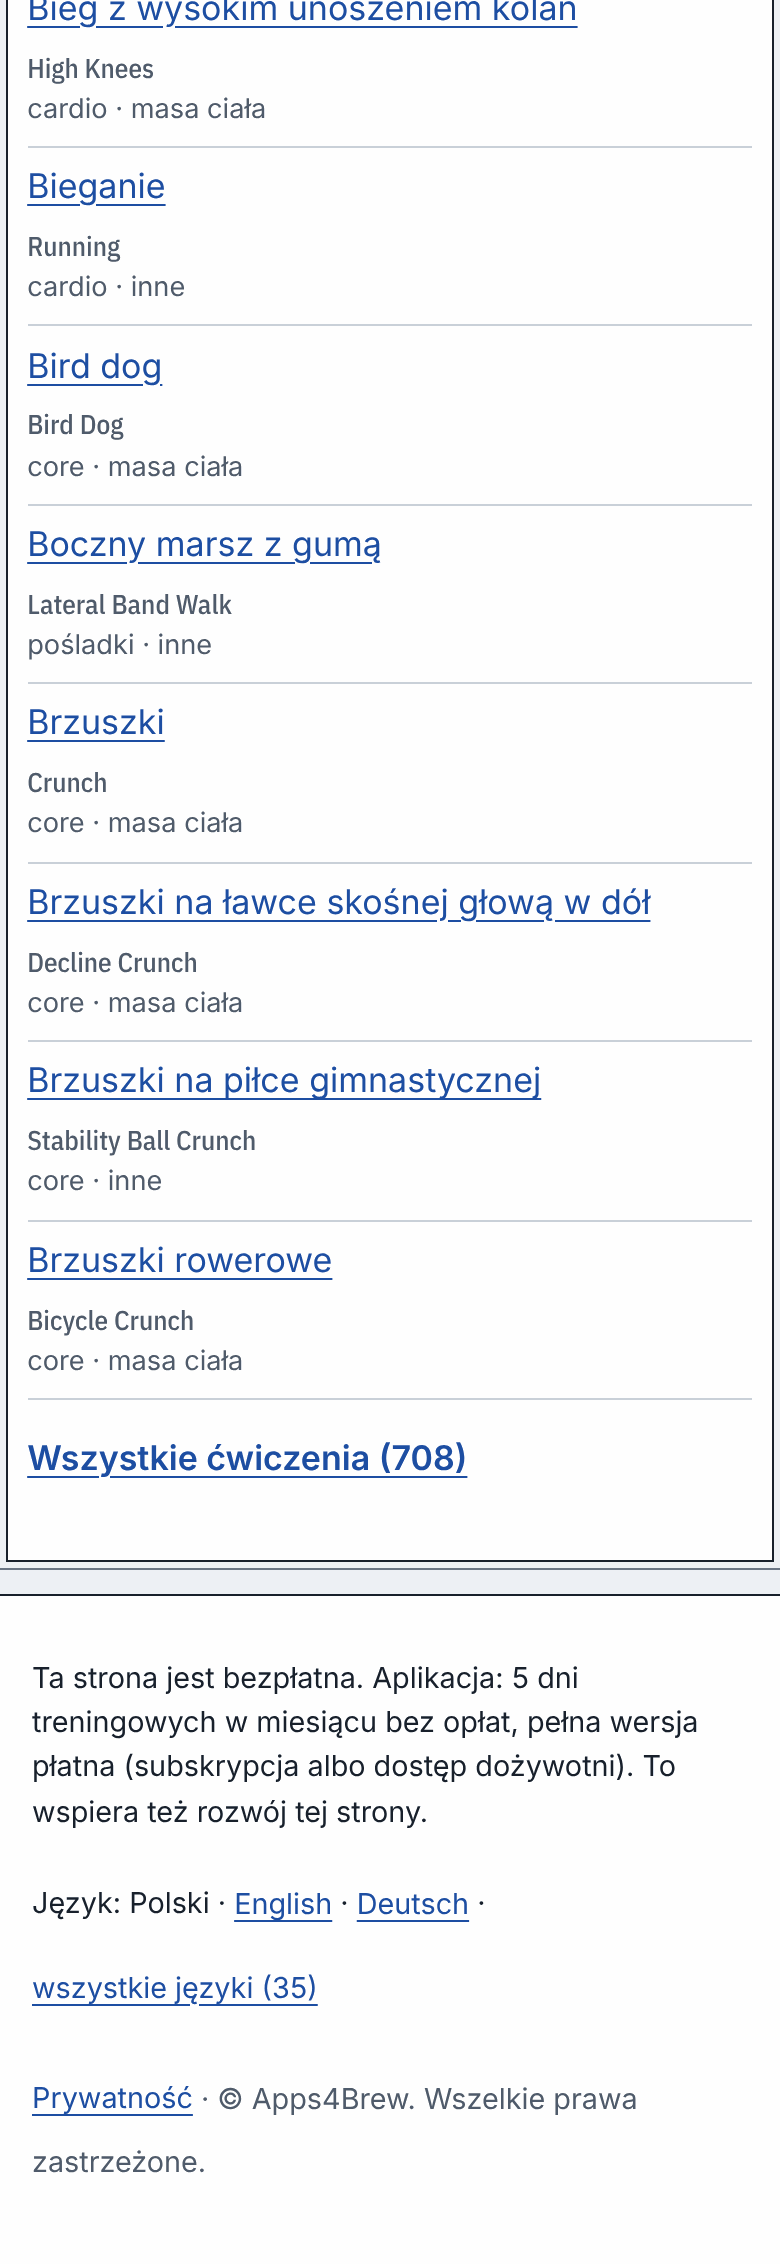 Bieg z wysokim unoszeniem kolan
High Knees
cardio · masa ciała
Bieganie
Running
cardio · inne
Bird dog
Bird Dog
core · masa ciała
Boczny marsz z gumą
Lateral Band Walk
pośladki · inne
Brzuszki
Crunch
core · masa ciała
Brzuszki na ławce skośnej głową w dół
Decline Crunch
core · masa ciała
Brzuszki na piłce gimnastycznej
Stability Ball Crunch
core · inne
Brzuszki rowerowe
Bicycle Crunch
core · masa ciała
Wszystkie ćwiczenia (708)
Ta strona jest bezpłatna. Aplikacja: 5 dni
treningowych w miesiącu bez opłat, pełna wersja
płatna (subskrypcja albo dostęp dożywotni). To
wspiera też rozwój tej strony.
Język: Polski · English · Deutsch ·
wszystkie języki (35)
Prywatność · © Apps4Brew. Wszelkie prawa
zastrzeżone.